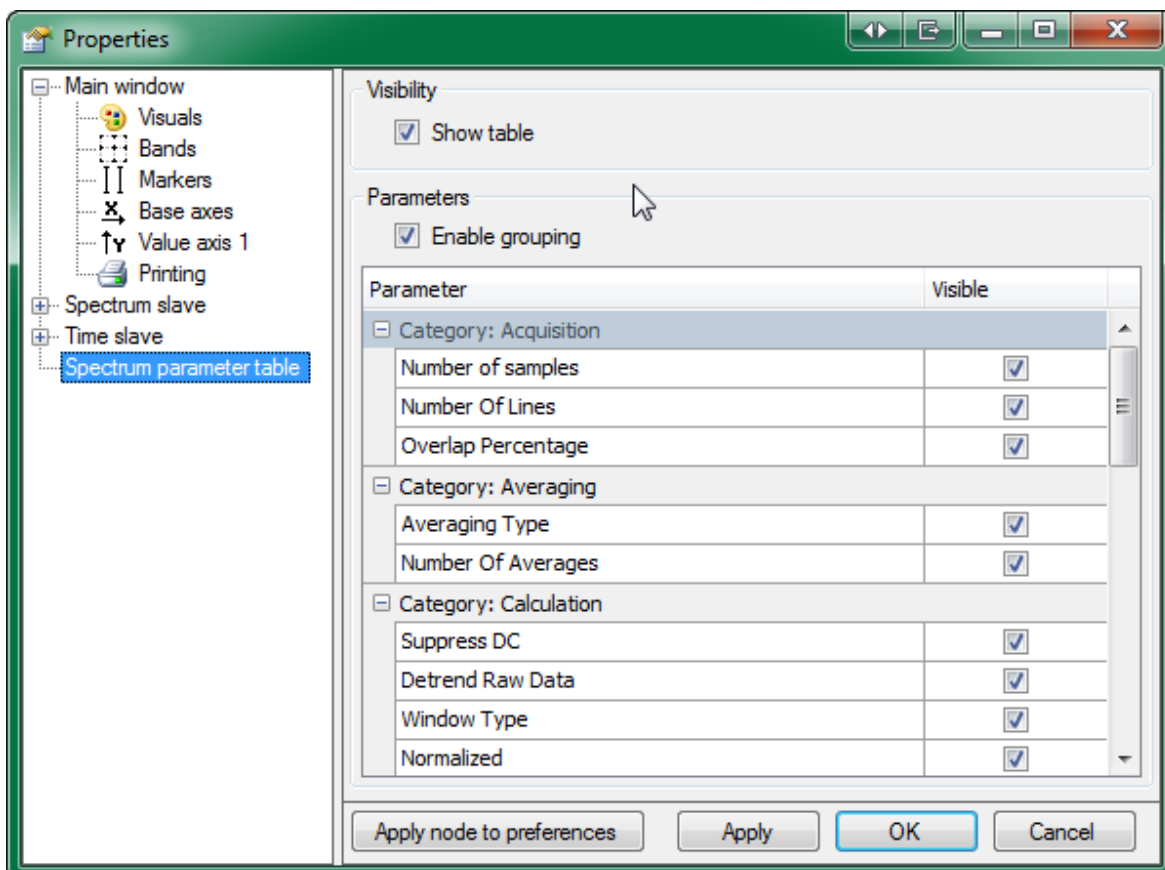 Properties
Main window
Visuals
Bands
Markers
Base axes
Value axis 1
Printing
Spectrum slave
Time slave
Spectrum parameter table
Visibility
Show table
Parameters
Enable grouping
Parameter Visible
Category: Acquisition
Number of samples
Number Of Lines
Overlap Percentage
Category: Averaging
Averaging Type
Number Of Averages
Category: Calculation
Suppress DC
Detrend Raw Data
Window Type
Normalized
Apply node to preferences Apply OK Cancel